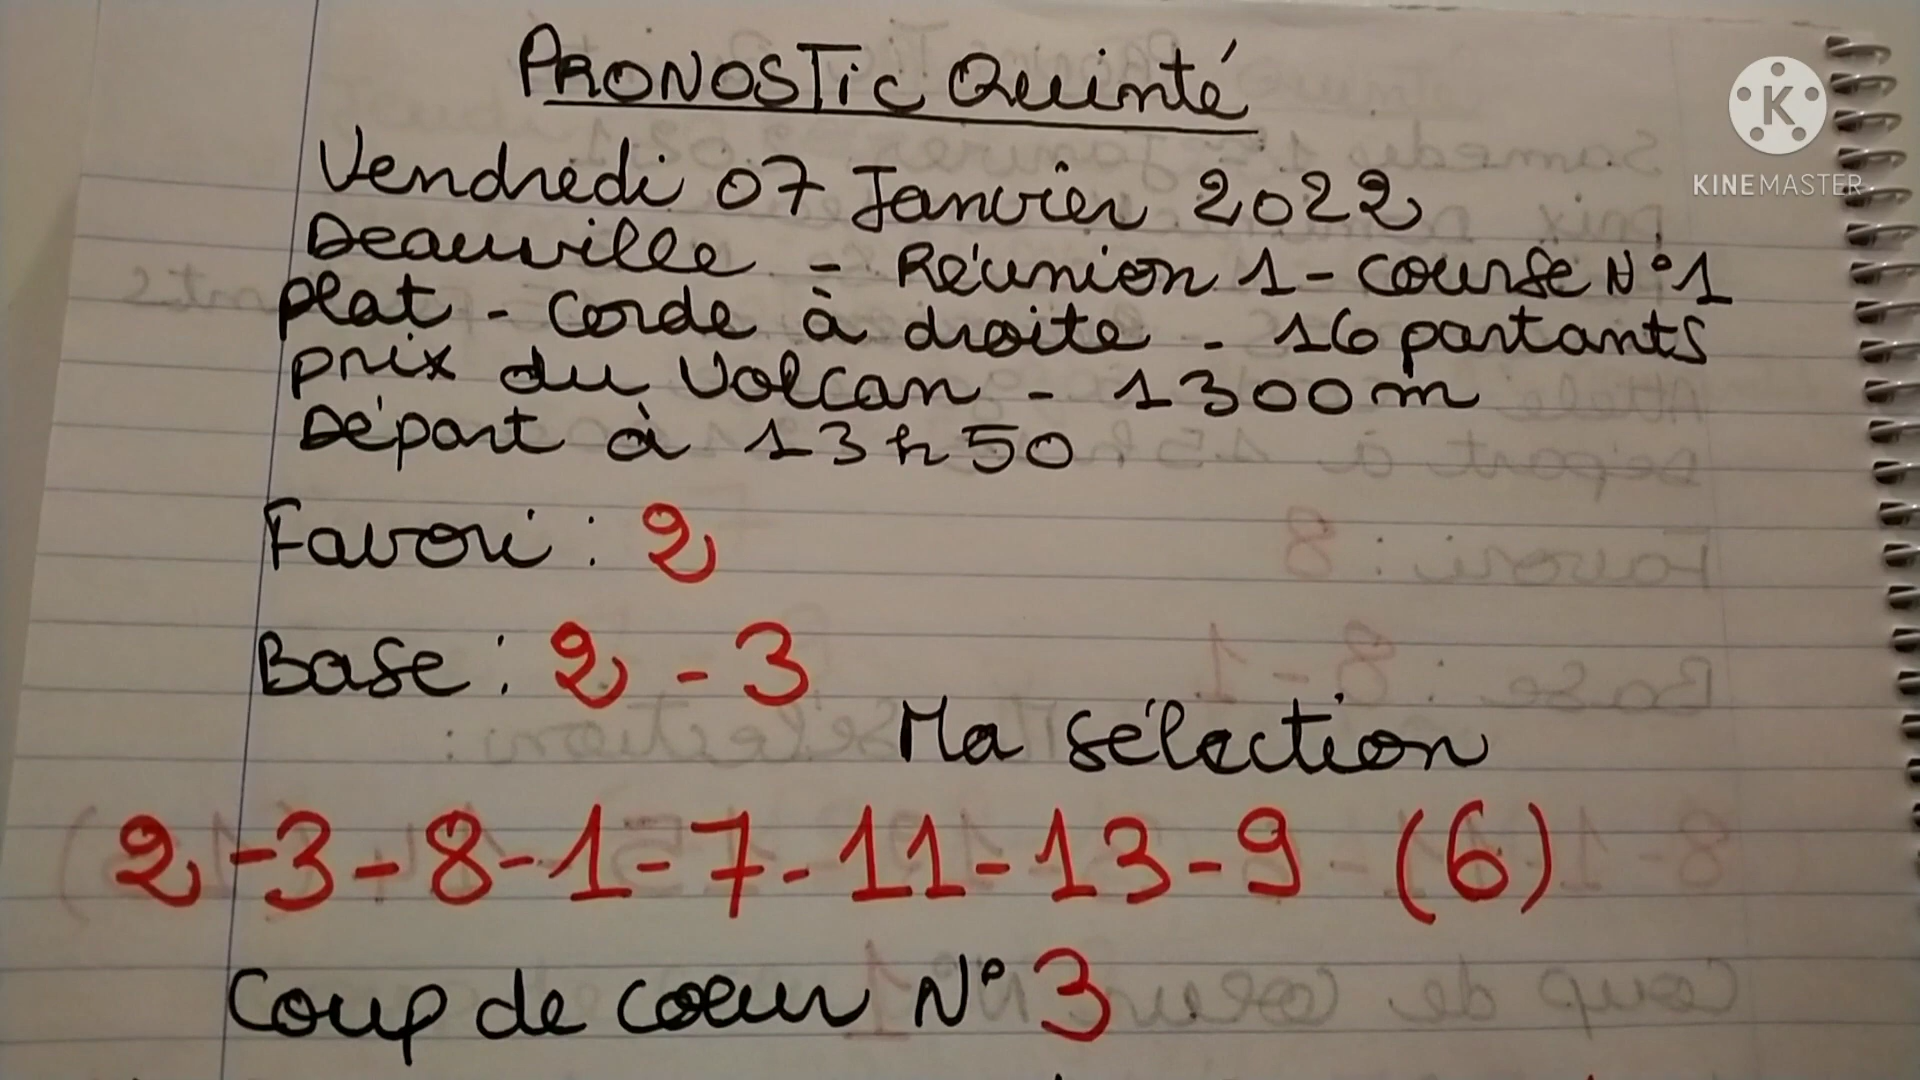 PRONOSTic Quinté
Vendredi 07 Janvier 2022
Deauville - Réunion 1 - course N°1
plat - corde à droite - 16 partants
prix du Volcan - 1300m
Départ à 13h50
Favori : 2
Base : 2 - 3
Ma sélection
2 - 3 - 8 - 1 - 7 - 11 - 13 - 9 (6)
Coup de coeur N° 3
K
KINEMASTER